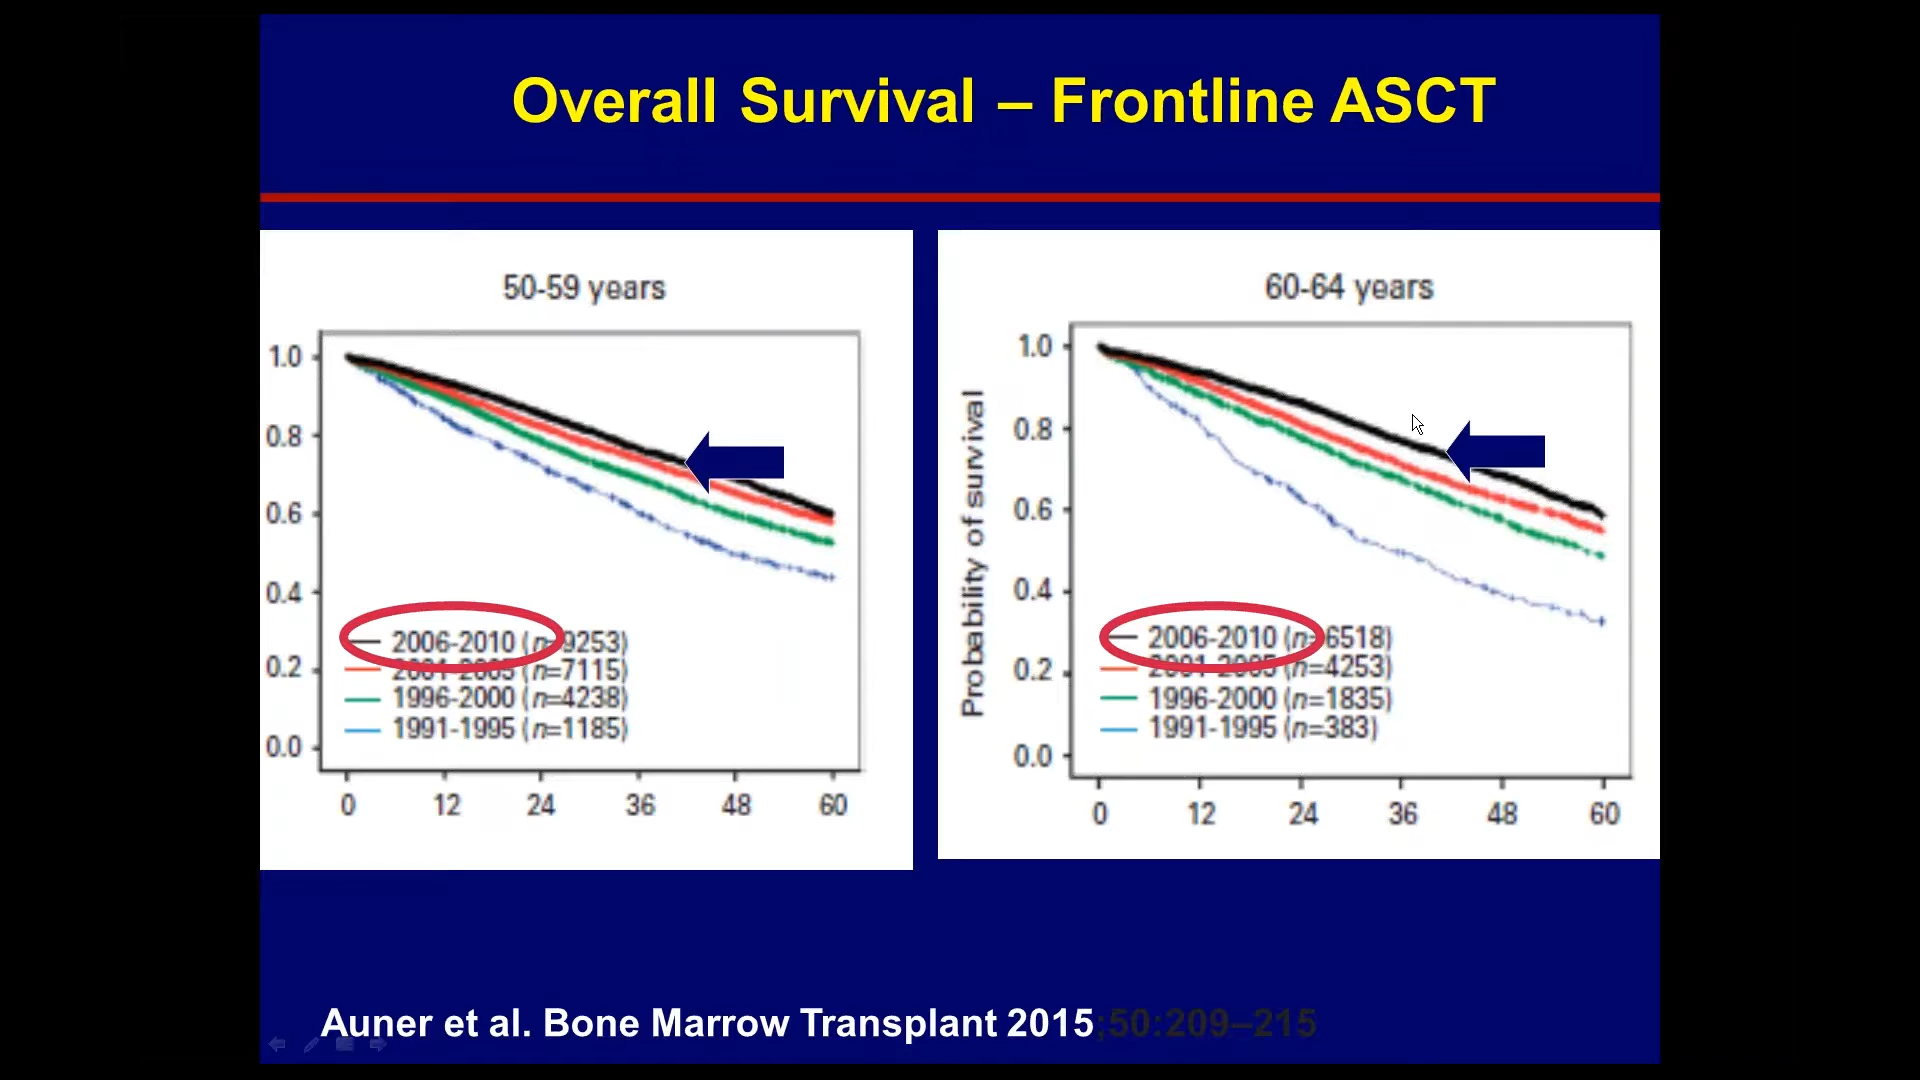 Overall Survival – Frontline ASCT
50-59 years
1.0
0.8
0.6
0.4
0.2
0.0
2006-2010 (n=9253)
2001-2005 (n=7115)
1996-2000 (n=4238)
1991-1995 (n=1185)
0 12 24 36 48 60
60-64 years
Probability of survival
1.0
0.8
0.6
0.4
0.2
0.0
2006-2010 (n=6518)
2001-2005 (n=4253)
1996-2000 (n=1835)
1991-1995 (n=383)
0 12 24 36 48 60
Auner et al. Bone Marrow Transplant 2015;50:209–215